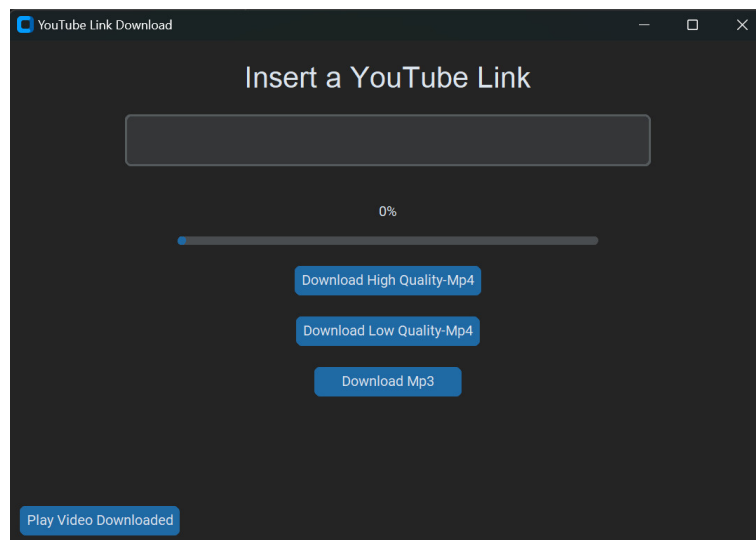 YouTube Link Download
Insert a YouTube Link
0%
Download High Quality-Mp4
Download Low Quality-Mp4
Download Mp3
Play Video Downloaded